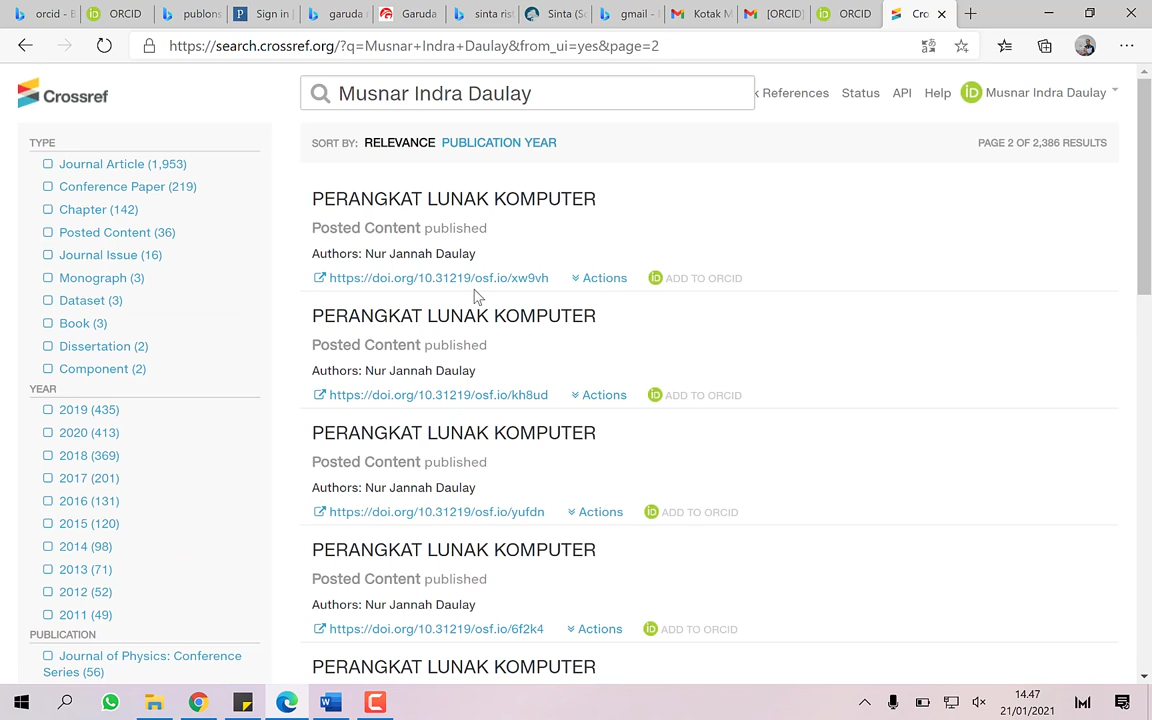 orcid - E
ORCID
publons
Sign in |
garuda
Garuda
sinta rist
Sinta (Sc
gmail - E
Kotak M
[ORCID]
ORCID
Cro
https://search.crossref.org/?q=Musnar+Indra+Daulay&from_ui=yes&page=2
Crossref
Musnar Indra Daulay
References
Status
API
Help
iD Musnar Indra Daulay
TYPE
Journal Article (1,953)
Conference Paper (219)
Chapter (142)
Posted Content (36)
Journal Issue (16)
Monograph (3)
Dataset (3)
Book (3)
Dissertation (2)
Component (2)
YEAR
2019 (435)
2020 (413)
2018 (369)
2017 (201)
2016 (131)
2015 (120)
2014 (98)
2013 (71)
2012 (52)
2011 (49)
PUBLICATION
Journal of Physics: Conference
Series (56)
SORT BY: RELEVANCE PUBLICATION YEAR
PAGE 2 OF 2,386 RESULTS
PERANGKAT LUNAK KOMPUTER
Posted Content published
Authors: Nur Jannah Daulay
https://doi.org/10.31219/osf.io/xw9vh Actions iD ADD TO ORCID
PERANGKAT LUNAK KOMPUTER
Posted Content published
Authors: Nur Jannah Daulay
https://doi.org/10.31219/osf.io/kh8ud Actions iD ADD TO ORCID
PERANGKAT LUNAK KOMPUTER
Posted Content published
Authors: Nur Jannah Daulay
https://doi.org/10.31219/osf.io/yufdn Actions iD ADD TO ORCID
PERANGKAT LUNAK KOMPUTER
Posted Content published
Authors: Nur Jannah Daulay
https://doi.org/10.31219/osf.io/6f2k4 Actions iD ADD TO ORCID
PERANGKAT LUNAK KOMPUTER
14.47
21/01/2021